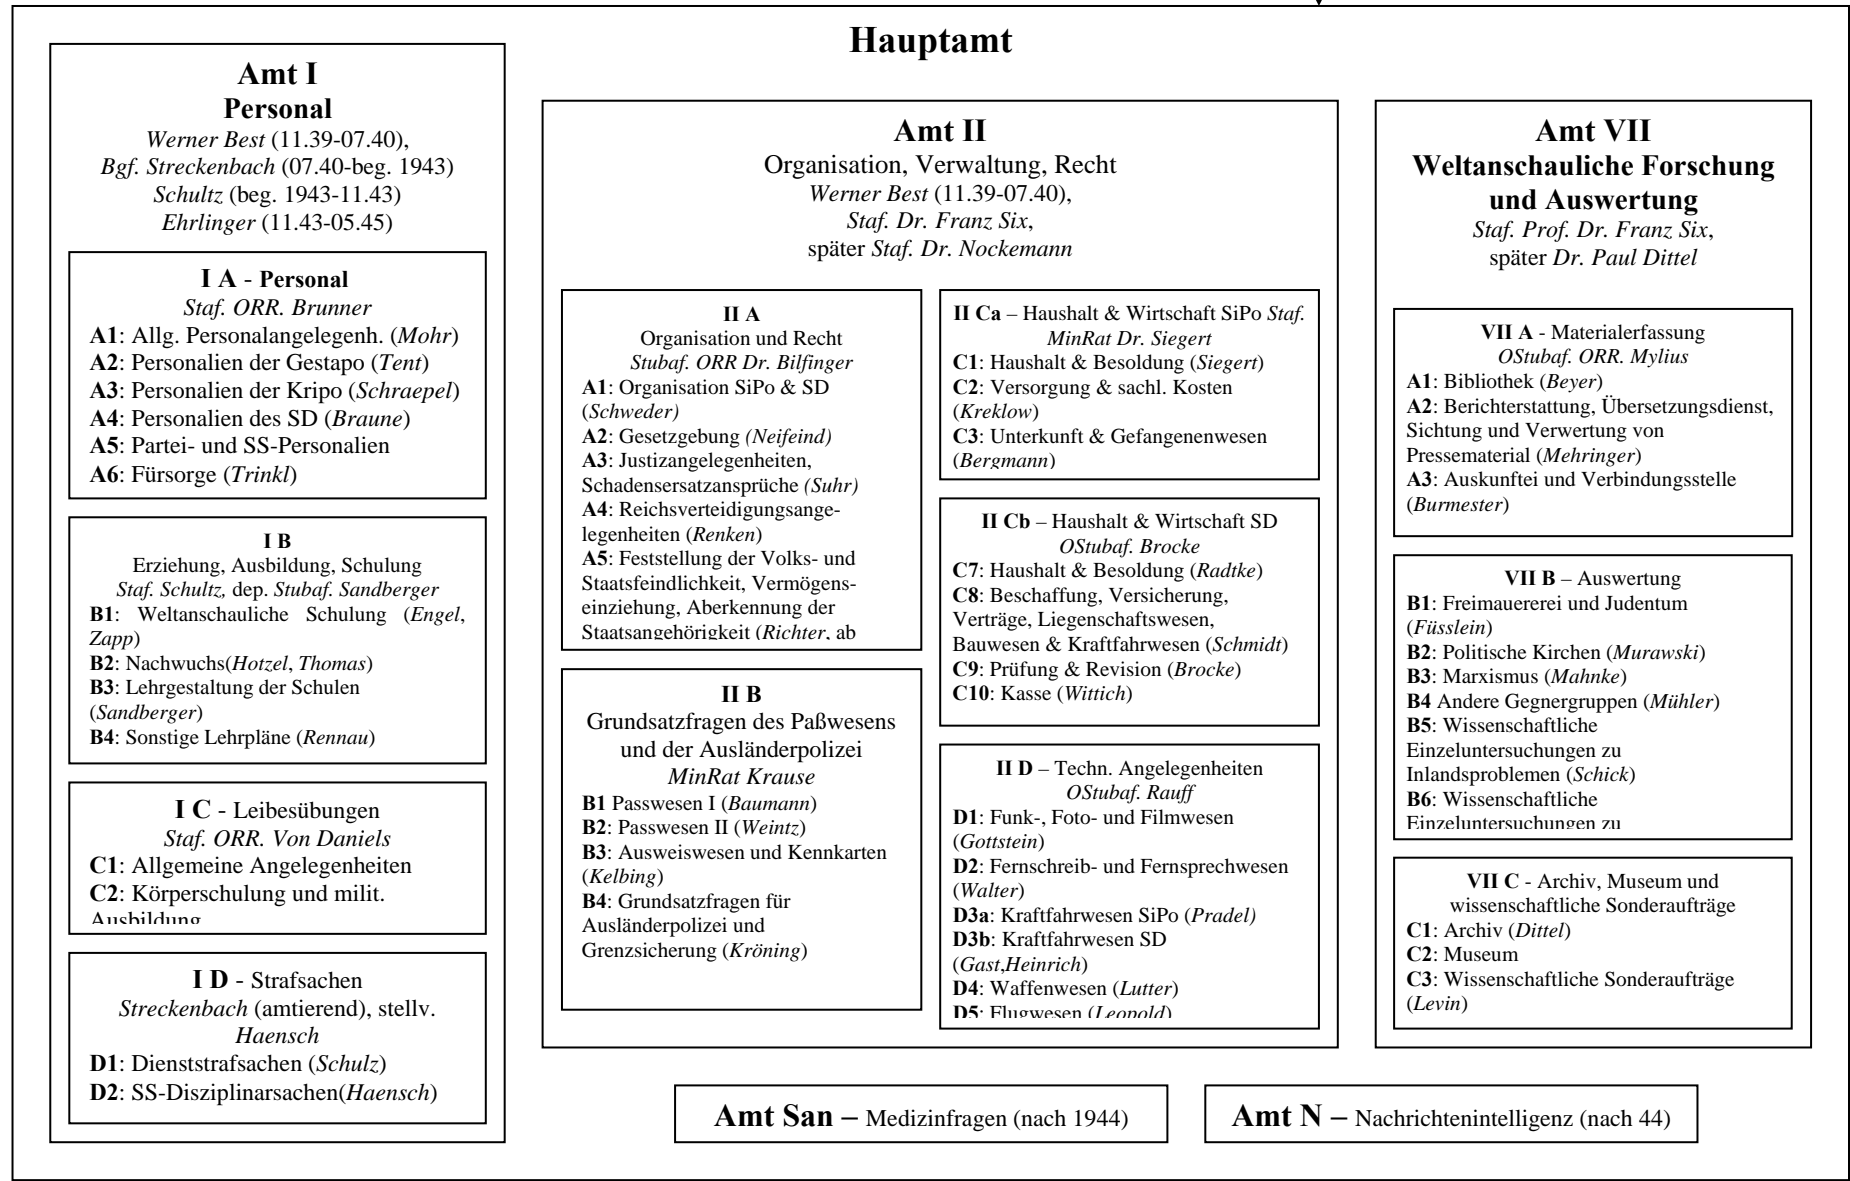 Hauptamt
Amt I
Personal
Werner Best (11.39-07.40),
Bgf. Streckenbach (07.40-beg. 1943)
Schultz (beg. 1943-11.43)
Ehrlinger (11.43-05.45)
I A - Personal
Staf. ORR. Brunner
A1: Allg. Personalangelegenh. (Mohr)
A2: Personalien der Gestapo (Tent)
A3: Personalien der Kripo (Schraepel)
A4: Personalien des SD (Braune)
A5: Partei- und SS-Personalien
A6: Fürsorge (Trinkl)
I B
Erziehung, Ausbildung, Schulung
Staf. Schultz, dep. Stubaf. Sandberger
B1: Weltanschauliche Schulung (Engel,
Zapp)
B2: Nachwuchs(Hotzel, Thomas)
B3: Lehrgestaltung der Schulen
(Sandberger)
B4: Sonstige Lehrpläne (Rennau)
I C - Leibesübungen
Staf. ORR. Von Daniels
C1: Allgemeine Angelegenheiten
C2: Körperschulung und milit.
Ausbildung
I D - Strafsachen
Streckenbach (amtierend), stellv.
Haensch
D1: Dienststrafsachen (Schulz)
D2: SS-Disziplinarsachen(Haensch)
Amt II
Organisation, Verwaltung, Recht
Werner Best (11.39-07.40),
Staf. Dr. Franz Six,
später Staf. Dr. Nockemann
II A
Organisation und Recht
Stubaf. ORR Dr. Bilfinger
A1: Organisation SiPo & SD
(Schweder)
A2: Gesetzgebung (Neifeind)
A3: Justizangelegenheiten,
Schadensersatzansprüche (Suhr)
A4: Reichsverteidigungsange-
legenheiten (Renken)
A5: Feststellung der Volks- und
Staatsfeindlichkeit, Vermögens-
einziehung, Aberkennung der
Staatsangehörigkeit (Richter, ab
II B
Grundsatzfragen des Paßwesens
und der Ausländerpolizei
MinRat Krause
B1 Passwesen I (Baumann)
B2: Passwesen II (Weintz)
B3: Ausweiswesen und Kennkarten
(Kelbing)
B4: Grundsatzfragen für
Ausländerpolizei und
Grenzsicherung (Kröning)
II Ca – Haushalt & Wirtschaft SiPo Staf.
MinRat Dr. Siegert
C1: Haushalt & Besoldung (Siegert)
C2: Versorgung & sachl. Kosten
(Kreklow)
C3: Unterkunft & Gefangenenwesen
(Bergmann)
II Cb – Haushalt & Wirtschaft SD
OStubaf. Brocke
C7: Haushalt & Besoldung (Radtke)
C8: Beschaffung, Versicherung,
Verträge, Liegenschaftswesen,
Bauwesen & Kraftfahrwesen (Schmidt)
C9: Prüfung & Revision (Brocke)
C10: Kasse (Wittich)
II D – Techn. Angelegenheiten
OStubaf. Rauff
D1: Funk-, Foto- und Filmwesen
(Gottstein)
D2: Fernschreib- und Fernsprechwesen
(Walter)
D3a: Kraftfahrwesen SiPo (Pradel)
D3b: Kraftfahrwesen SD
(Gast,Heinrich)
D4: Waffenwesen (Lutter)
D5: Flugwesen (Leopold)
Amt VII
Weltanschauliche Forschung
und Auswertung
Staf. Prof. Dr. Franz Six,
später Dr. Paul Dittel
VII A - Materialerfassung
OStubaf. ORR. Mylius
A1: Bibliothek (Beyer)
A2: Berichterstattung, Übersetzungsdienst,
Sichtung und Verwertung von
Pressematerial (Mehringer)
A3: Auskunftei und Verbindungsstelle
(Burmester)
VII B – Auswertung
B1: Freimauererei und Judentum
(Füsslein)
B2: Politische Kirchen (Murawski)
B3: Marxismus (Mahnke)
B4 Andere Gegnergruppen (Mühler)
B5: Wissenschaftliche
Einzeluntersuchungen zu
Inlandsproblemen (Schick)
B6: Wissenschaftliche
Einzeluntersuchungen zu
VII C - Archiv, Museum und
wissenschaftliche Sonderaufträge
C1: Archiv (Dittel)
C2: Museum
C3: Wissenschaftliche Sonderaufträge
(Levin)
Amt San – Medizinfragen (nach 1944)
Amt N – Nachrichtenintelligenz (nach 44)